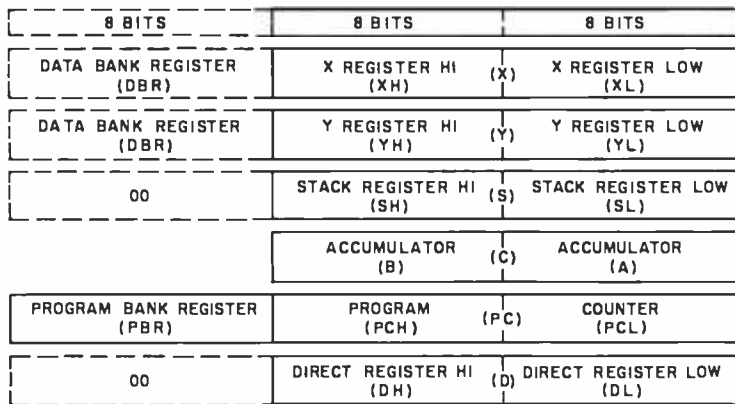 8 BITS 8 BITS 8 BITS
DATA BANK REGISTER X REGISTER HI (X) X REGISTER LOW
(DBR) (XH) (XL)
DATA BANK REGISTER Y REGISTER HI (Y) Y REGISTER LOW
(DBR) (YH) (YL)
00 STACK REGISTER HI (S) STACK REGISTER LOW
(SH) (SL)
ACCUMULATOR (C) ACCUMULATOR
(B) (A)
PROGRAM BANK REGISTER PROGRAM (PC) COUNTER
(PBR) (PCH) (PCL)
00 DIRECT REGISTER HI (D) DIRECT REGISTER LOW
(DH) (DL)